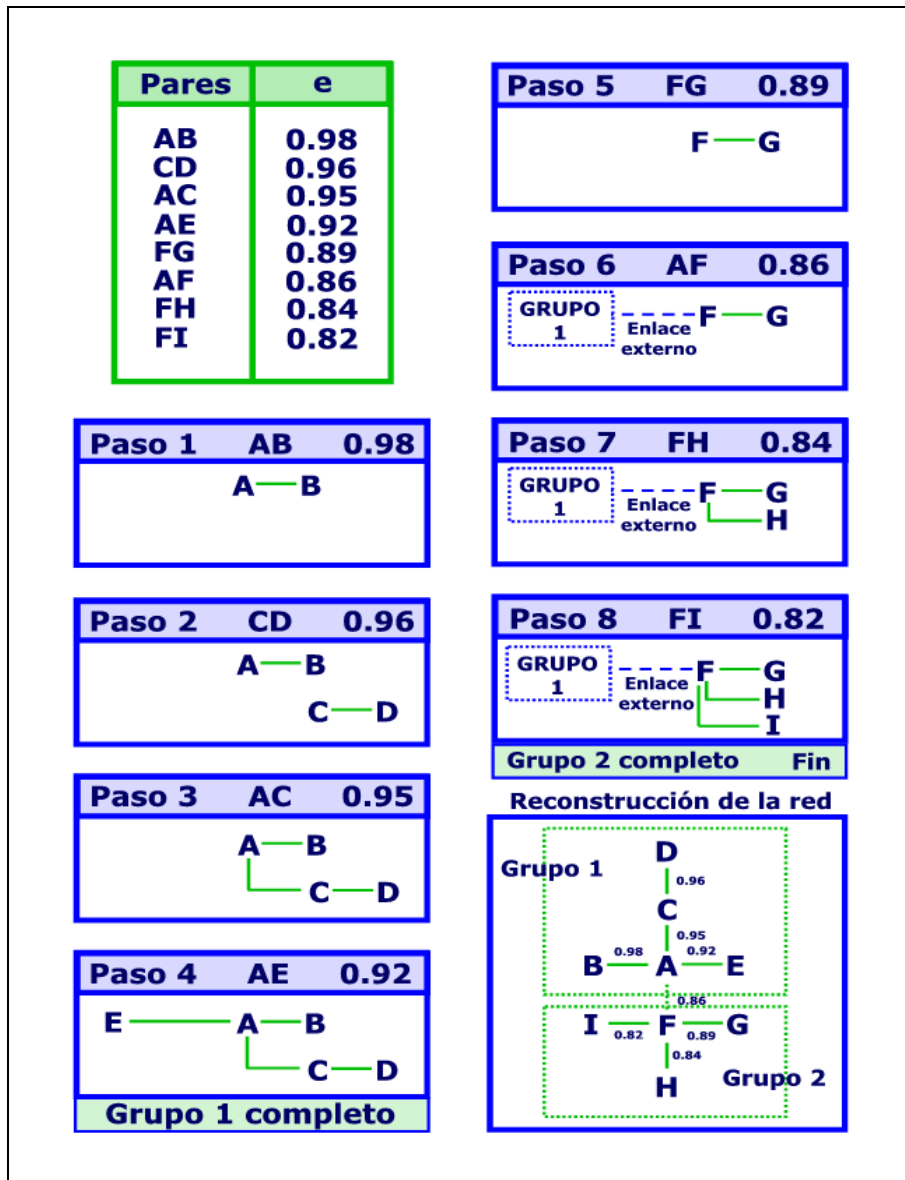 Pares e
AB 0.98
CD 0.96
AC 0.95
AE 0.92
FG 0.89
AF 0.86
FH 0.84
FI 0.82
Paso 1 AB 0.98
A B
Paso 2 CD 0.96
A B
C D
Paso 3 AC 0.95
A B
C D
Paso 4 AE 0.92
E A B
C D
Grupo 1 completo
Paso 5 FG 0.89
F G
Paso 6 AF 0.86
GRUPO
1
Enlace
externo
F G
Paso 7 FH 0.84
GRUPO
1
Enlace
externo
F G
H
Paso 8 FI 0.82
GRUPO
1
Enlace
externo
F G
H
I
Grupo 2 completo Fin
Reconstrucción de la red
Grupo 1
D
0.96
C
0.95
B 0.98 A 0.92 E
0.86
I 0.82 F 0.89 G
0.84
H
Grupo 2